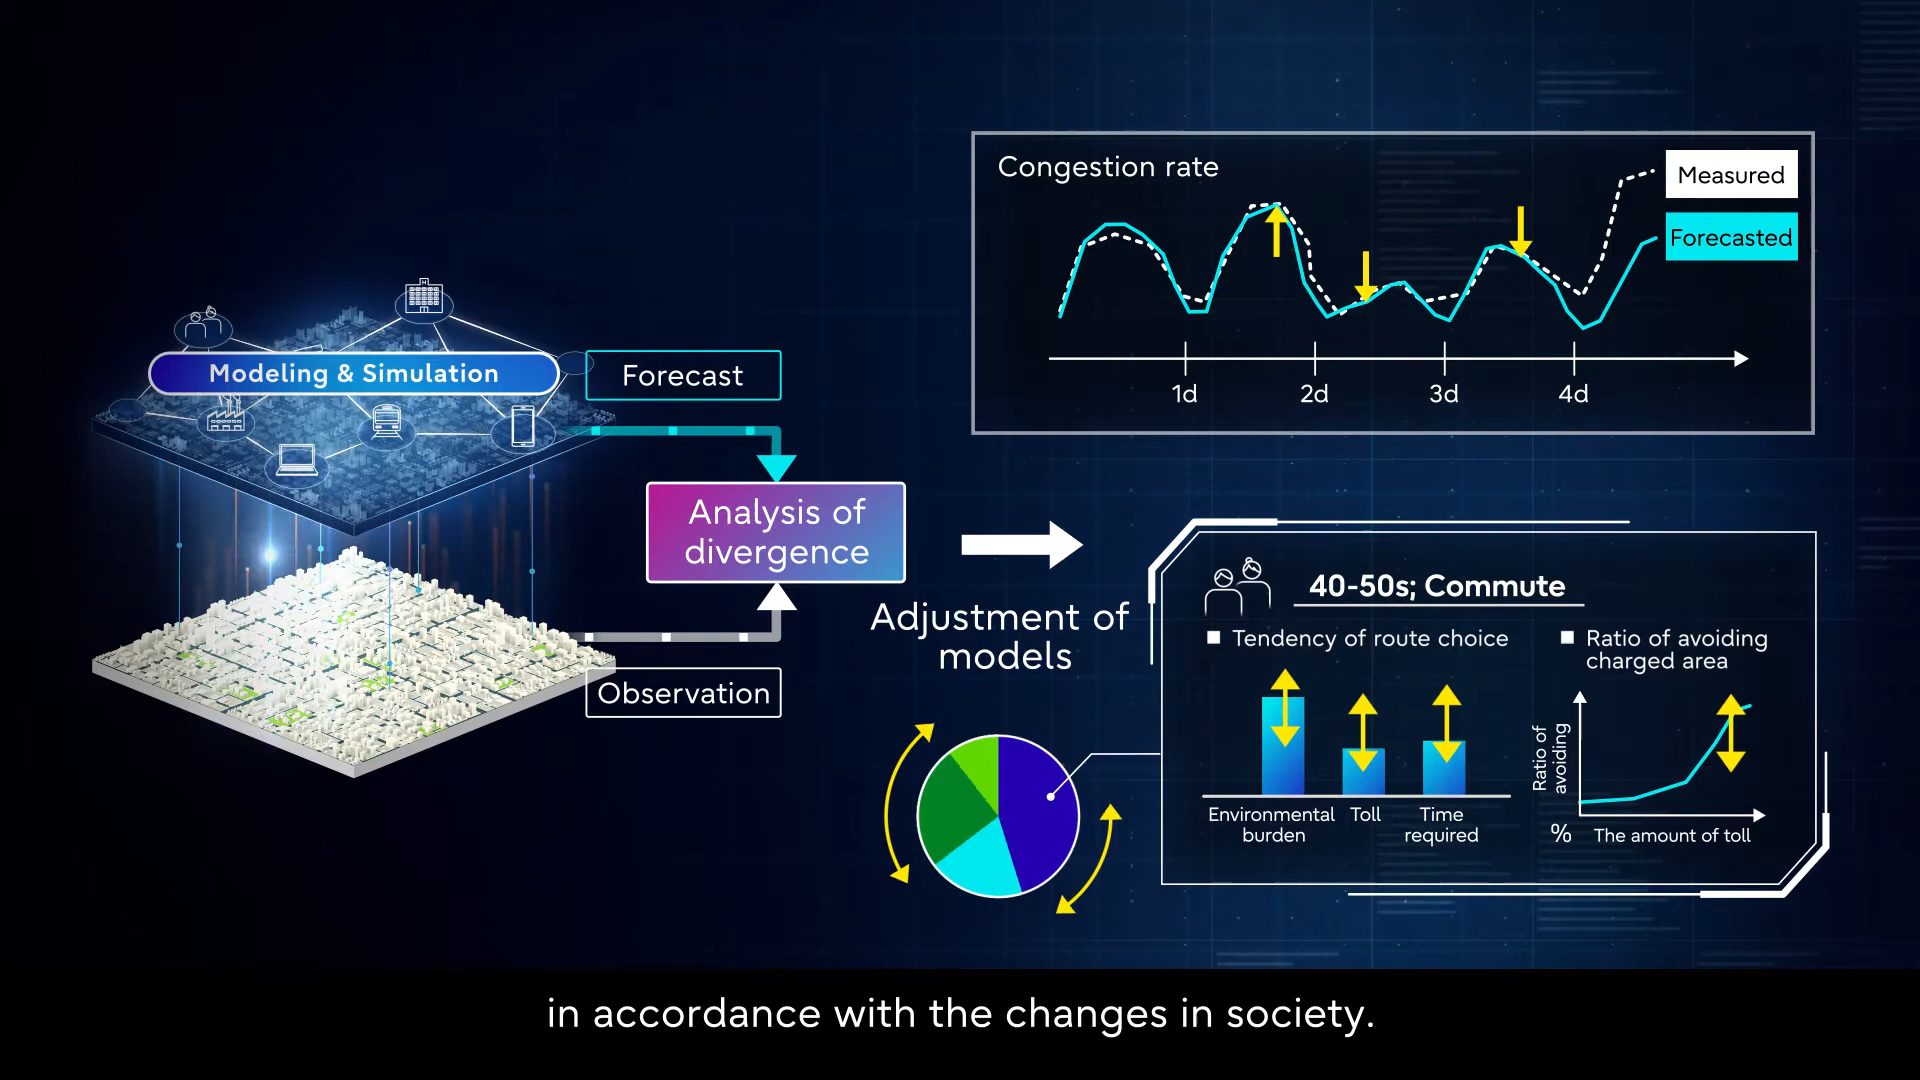 Congestion rate
Measured
Forecasted
1d
2d
3d
4d
Modeling & Simulation
Forecast
Analysis of
divergence
Observation
Adjustment of
models
40-50s; Commute
Tendency of route choice
Environmental
burden
Toll
Time
required
Ratio of avoiding
charged area
Ratio of
avoiding
%
The amount of toll
in accordance with the changes in society.